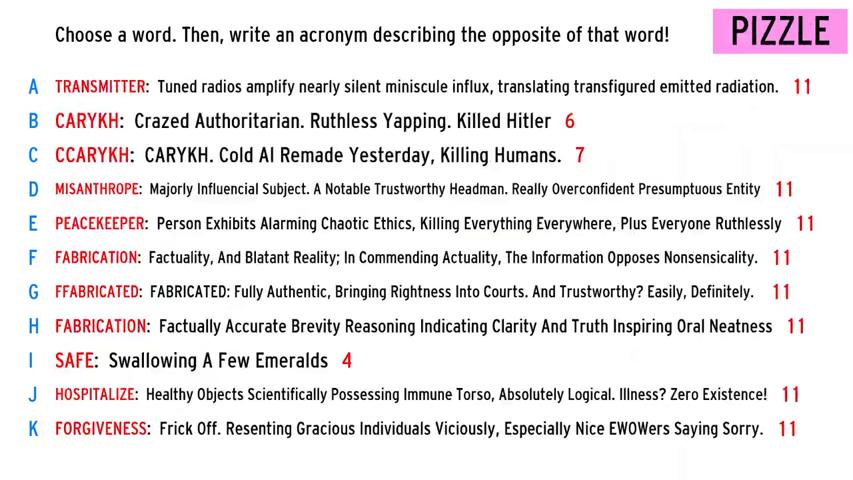 Choose a word. Then, write an acronym describing the opposite of that word!
PIZZLE
A TRANSMITTER: Tuned radios amplify nearly silent miniscule influx, translating transfigured emitted radiation. 11
B CARYKH: Crazed Authoritarian. Ruthless Yapping. Killed Hitler 6
C CCARYKH: CARYKH. Cold AI Remade Yesterday, Killing Humans. 7
D MISANTHROPE: Majorly Influencial Subject. A Notable Trustworthy Headman. Really Overconfident Presumptuous Entity 11
E PEACEKEEPER: Person Exhibits Alarming Chaotic Ethics, Killing Everything Everywhere, Plus Everyone Ruthlessly 11
F FABRICATION: Factuality, And Blatant Reality; In Commending Actuality, The Information Opposes Nonsensicality. 11
G FFABRICATED: FABRICATED: Fully Authentic, Bringing Rightness Into Courts. And Trustworthy? Easily, Definitely. 11
H FABRICATION: Factually Accurate Brevity Reasoning Indicating Clarity And Truth Inspiring Oral Neatness 11
I SAFE: Swallowing A Few Emeralds 4
J HOSPITALIZE: Healthy Objects Scientifically Possessing Immune Torso, Absolutely Logical. Illness? Zero Existence! 11
K FORGIVENESS: Frick Off. Resenting Gracious Individuals Viciously, Especially Nice EWOWers Saying Sorry. 11